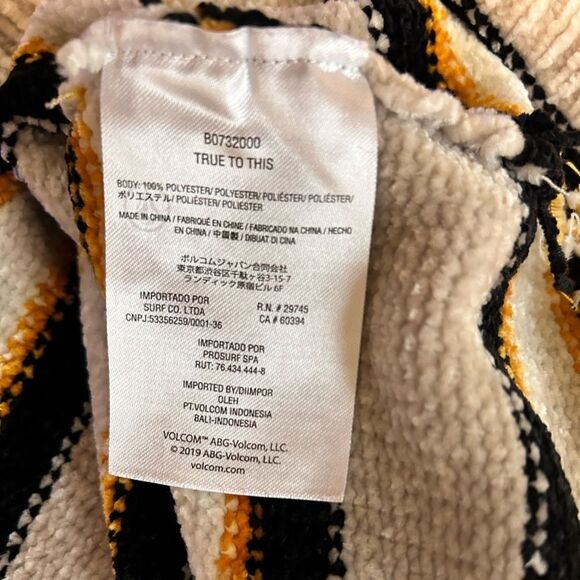 B0732000
TRUE TO THIS
BODY: 100% POLYESTER/ POLYESTER/ POLIÉSTER/ POLIÉSTER/
ポリエステル/ POLIESTER/ POLIESTER
MADE IN CHINA / FABRIQUÉ EN CHINE / FABRICADO NA CHINA / HECHO
EN CHINA / 中国製 / DIBUAT DI CINA
ボルコムジャパン合同会社
東京都渋谷区千駄ヶ谷3-15-7
ランディック原宿ビル 6F
IMPORTADO POR
SURF CO. LTDA
CNPJ:53356259/0001-36
R.N. # 29745
CA # 60394
IMPORTADO POR
PROSURF SPA
RUT: 76.434.444-8
IMPORTED BY/DIIMPOR
OLEH
PT.VOLCOM INDONESIA
BALI-INDONESIA
VOLCOM™ ABG-Volcom, LLC.
© 2019 ABG-Volcom, LLC.
volcom.com